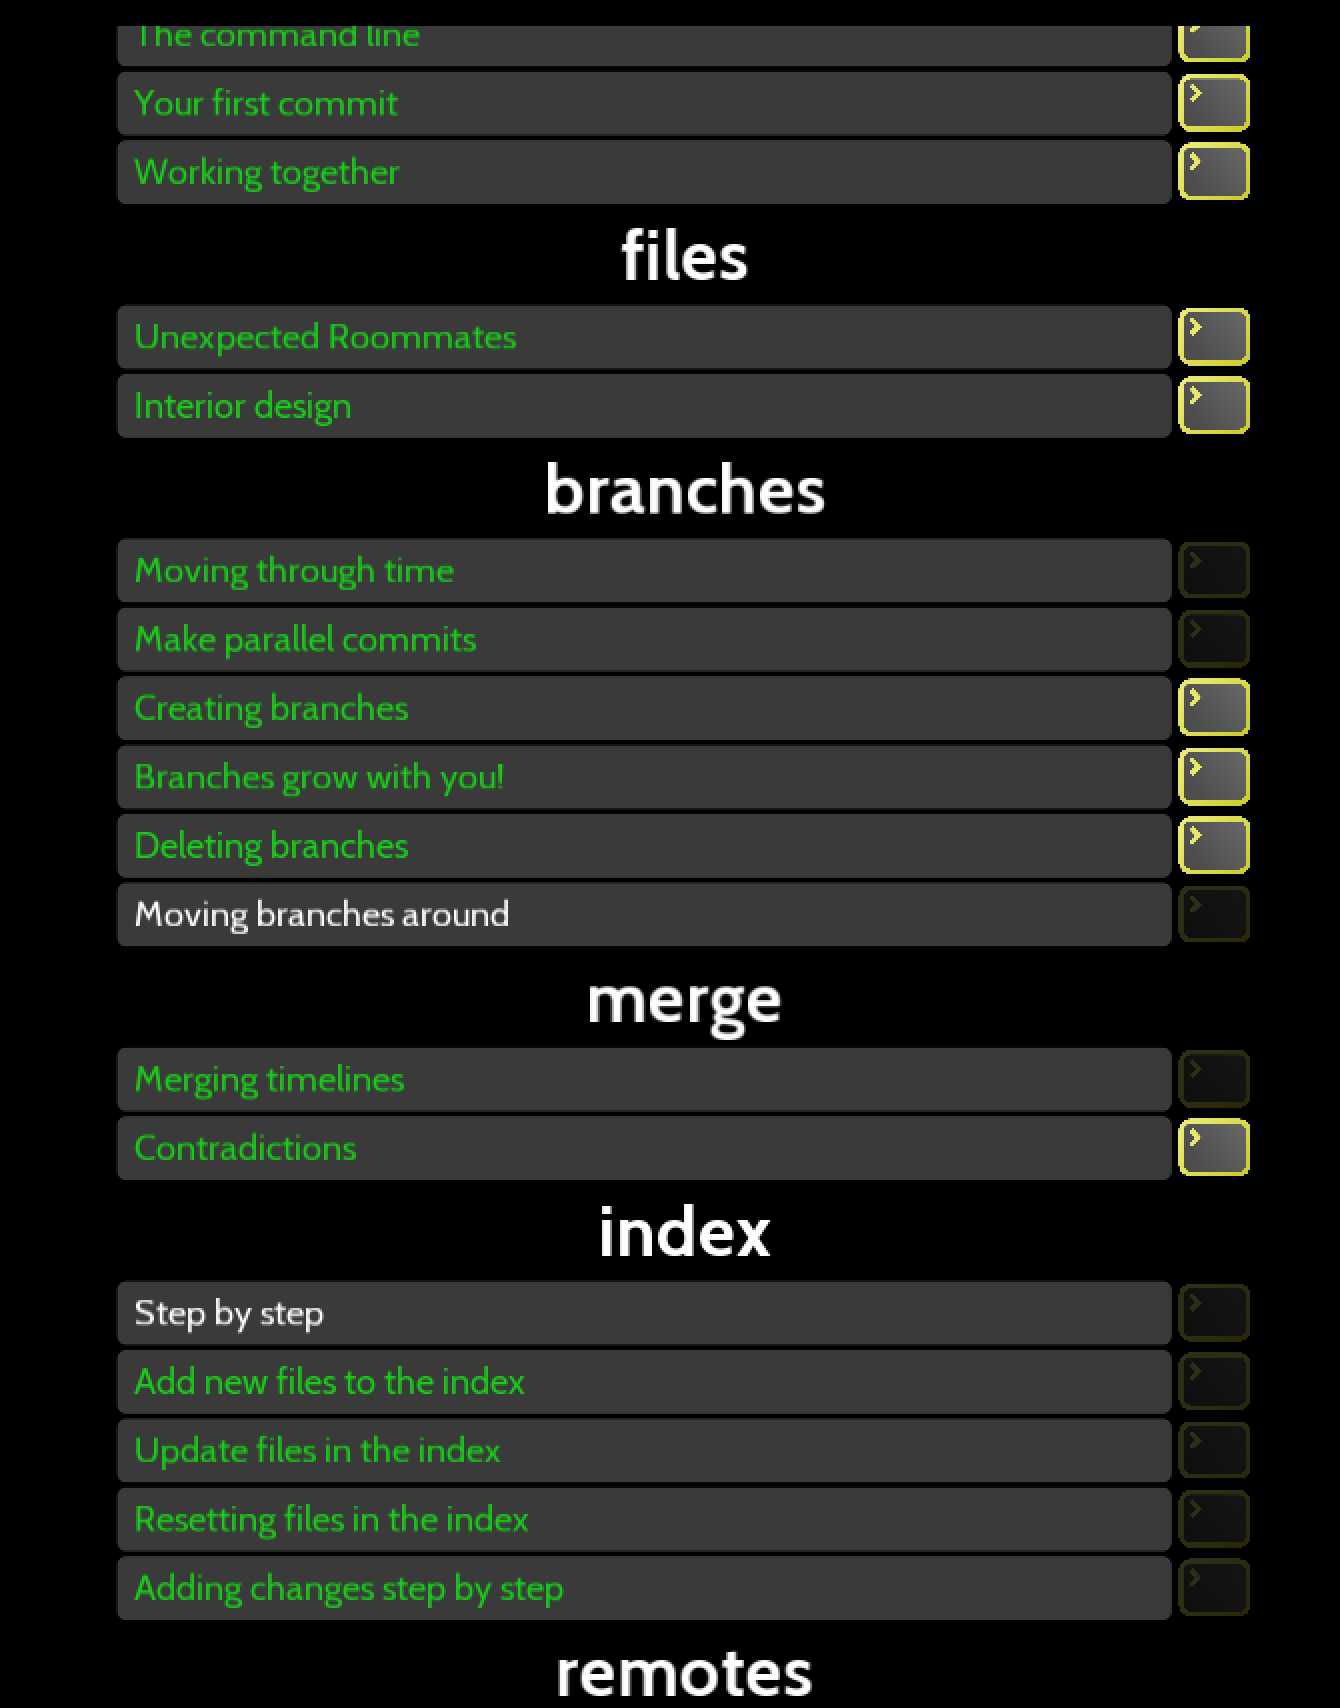 The command line
Your first commit
Working together
files
Unexpected Roommates
Interior design
branches
Moving through time
Make parallel commits
Creating branches
Branches grow with you!
Deleting branches
Moving branches around
merge
Merging timelines
Contradictions
index
Step by step
Add new files to the index
Update files in the index
Resetting files in the index
Adding changes step by step
remotes